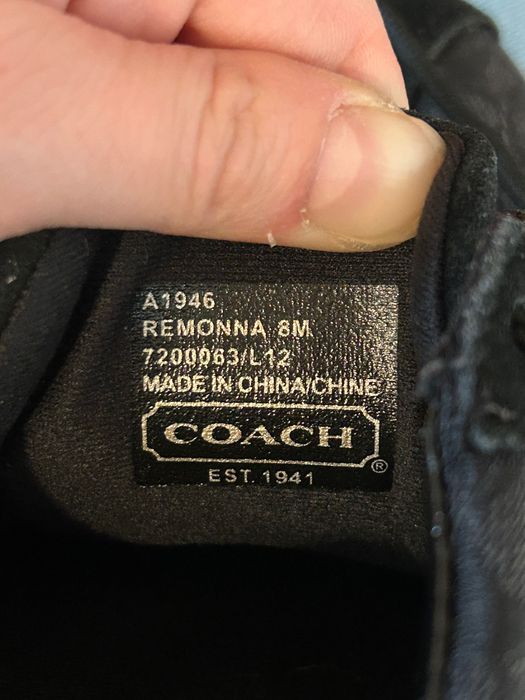 A1946
REMONNA 8M
7200063/L12
MADE IN CHINA/CHINE
COACH
®
EST. 1941